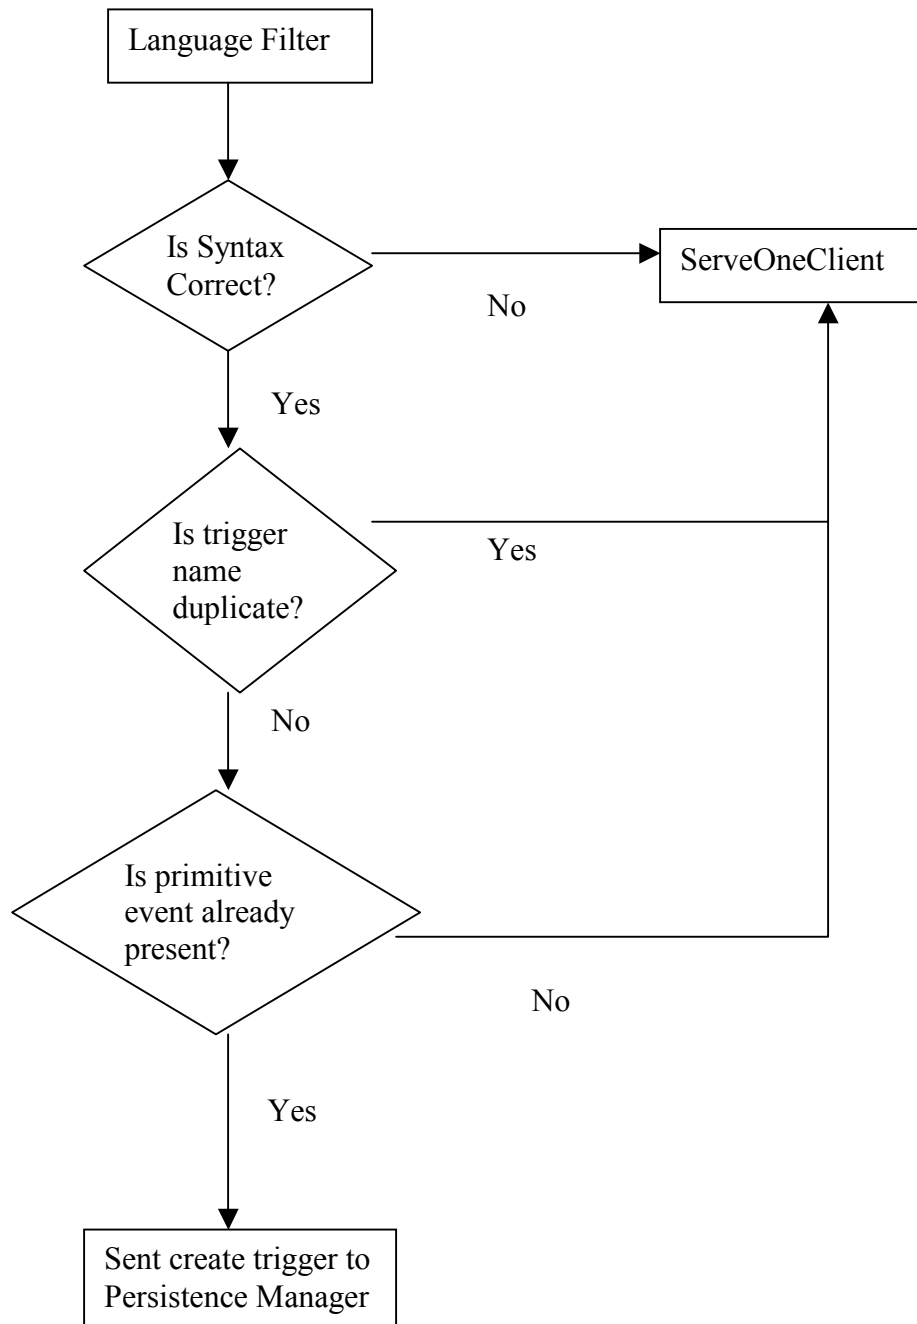 Language Filter
Is Syntax
Correct?
ServeOneClient
No
Yes
Is trigger
name
duplicate?
Yes
No
Is primitive
event already
present?
No
Yes
Sent create trigger to
Persistence Manager